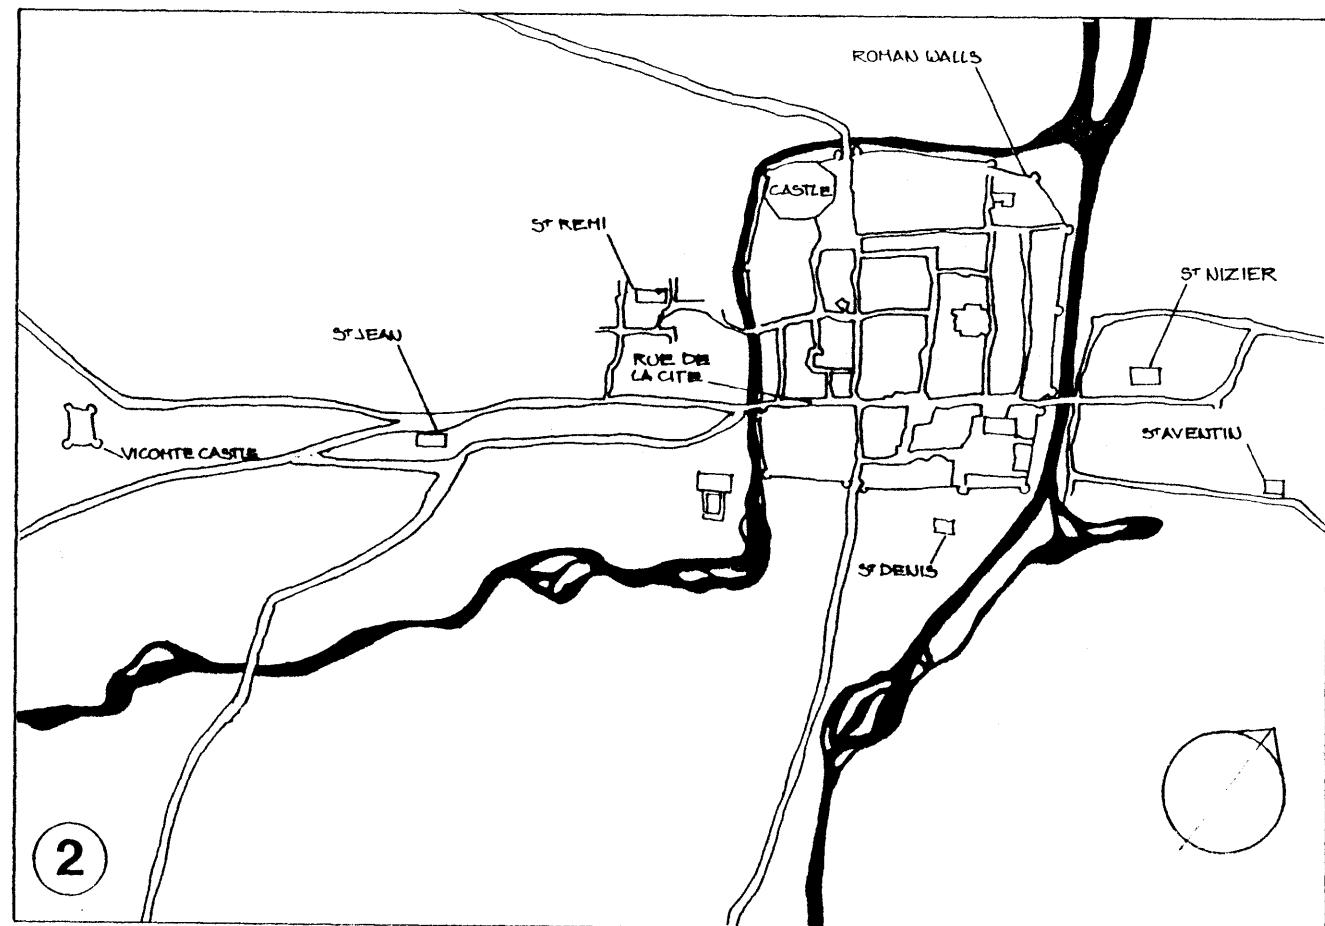 ROMAN WALLS
CASTLE
Sᵀ REMI
Sᵀ NIZIER
Sᵀ JEAN
RUE DE
LA CITE
Sᵀ AVENTIN
VICOMTE CASTLE
Sᵀ DENIS
2